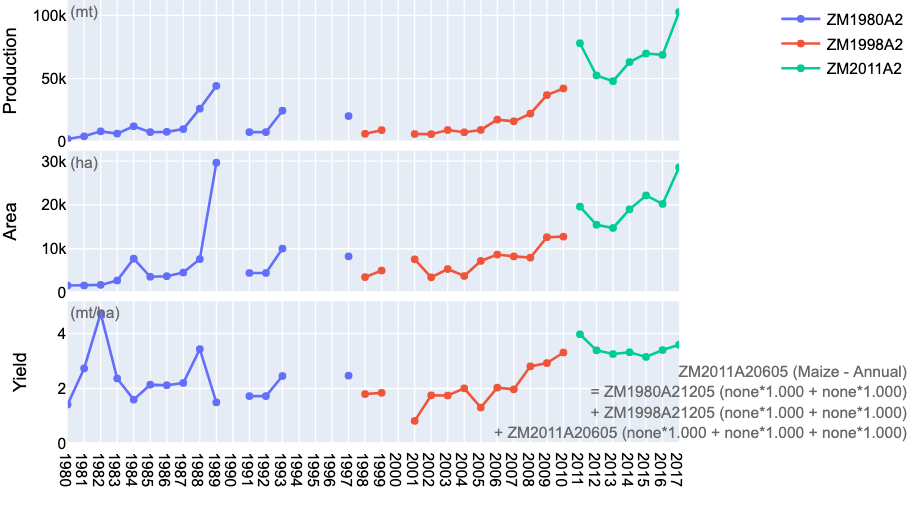 Production
(mt)
100k
50k
0
ZM1980A2
ZM1998A2
ZM2011A2
Area
(ha)
30k
20k
10k
0
Yield
(mt/ha)
4
2
0
ZM2011A20605 (Maize - Annual)
= ZM1980A21205 (none*1.000 + none*1.000)
+ ZM1998A21205 (none*1.000 + none*1.000)
+ ZM2011A20605 (none*1.000 + none*1.000 + none*1.000)
1980
1981
1982
1983
1984
1985
1986
1987
1988
1989
1990
1991
1992
1993
1994
1995
1996
1997
1998
1999
2000
2001
2002
2003
2004
2005
2006
2007
2008
2009
2010
2011
2012
2013
2014
2015
2016
2017